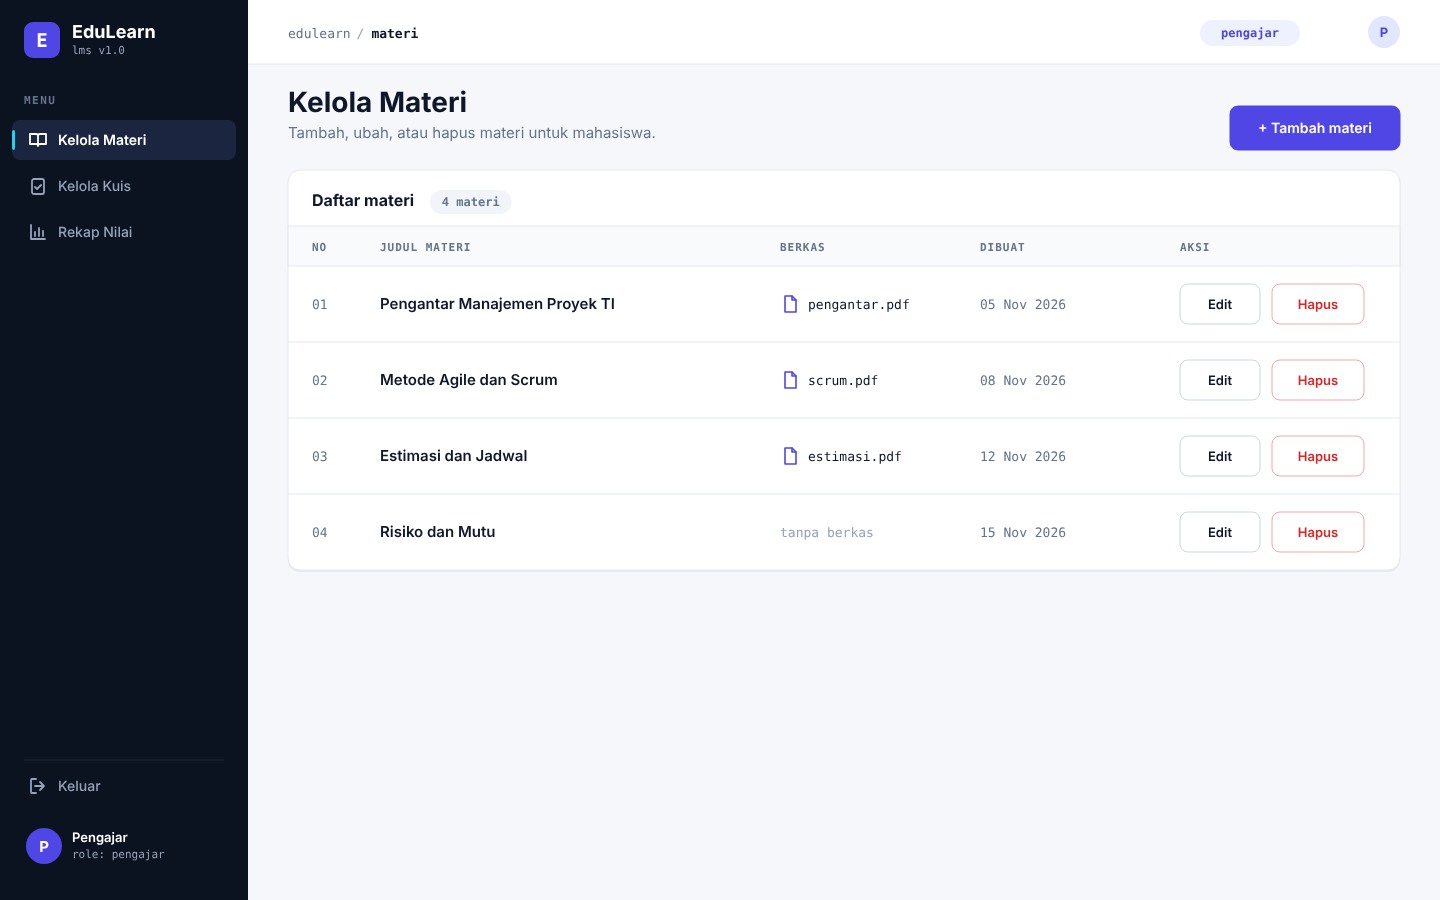 E
EduLearn
lms v1.0
MENU
Kelola Materi
Kelola Kuis
Rekap Nilai
Keluar
P
Pengajar
role: pengajar
edulearn / materi
pengajar
P
Kelola Materi
Tambah, ubah, atau hapus materi untuk mahasiswa.
+ Tambah materi
Daftar materi 4 materi
NO JUDUL MATERI BERKAS DIBUAT AKSI
01 Pengantar Manajemen Proyek TI pengantar.pdf 05 Nov 2026 Edit Hapus
02 Metode Agile dan Scrum scrum.pdf 08 Nov 2026 Edit Hapus
03 Estimasi dan Jadwal estimasi.pdf 12 Nov 2026 Edit Hapus
04 Risiko dan Mutu tanpa berkas 15 Nov 2026 Edit Hapus